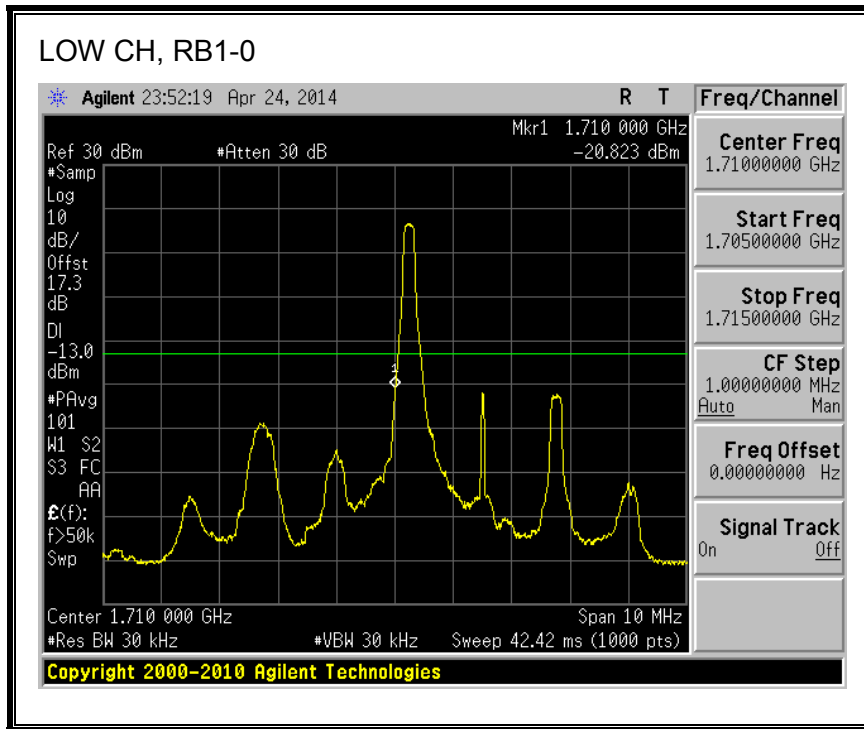 LOW CH, RB1-0
Agilent 23:52:19 Apr 24, 2014 R T
Mkr1 1.710 000 GHz
Ref 30 dBm #Atten 30 dB -20.823 dBm
#Samp
Log
10
dB/
Offst
17.3
dB
DI
-13.0
dBm
#PAvg
101
W1 S2
S3 FC
AA
£(f):
f>50k
Swp
1
Center 1.710 000 GHz Span 10 MHz
#Res BW 30 kHz #VBW 30 kHz Sweep 42.42 ms (1000 pts)
Copyright 2000-2010 Agilent Technologies
Freq/Channel
Center Freq
1.71000000 GHz
Start Freq
1.70500000 GHz
Stop Freq
1.71500000 GHz
CF Step
1.00000000 MHz
Auto Man
Freq Offset
0.00000000 Hz
Signal Track
On Off